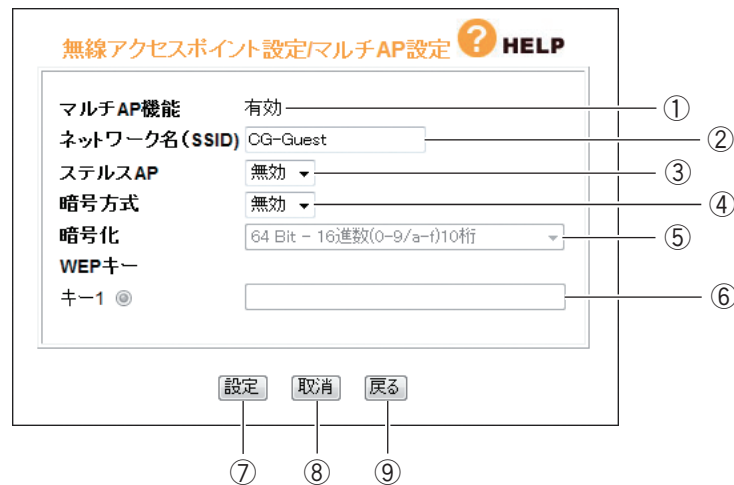 無線アクセスポイント設定/マルチAP設定 ? HELP
マルチAP機能 有効 ①
ネットワーク名(SSID) CG-Guest ②
ステルスAP 無効 ③
暗号方式 無効 ④
暗号化 64 Bit - 16進数(0-9/a-f)10桁 ⑤
WEPキー
キー1 ⑥
設定 取消 戻る
⑦ ⑧ ⑨